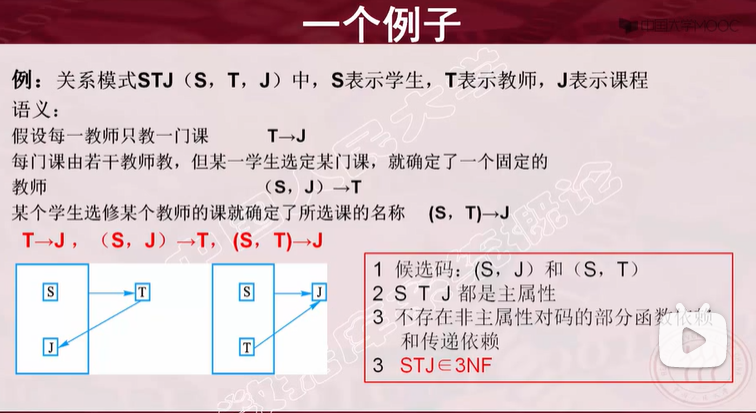 一个例子
中国大学MOOC
例：关系模式STJ（S，T，J）中，S表示学生，T表示教师，J表示课程
语义：
假设每一教师只教一门课 T→J
每门课由若干教师教，但某一学生选定某门课，就确定了一个固定的
教师 （S，J）→T
某个学生选修某个教师的课就确定了所选课的名称 (S，T)→J
T→J ，（S，J）→T， (S，T)→J
S T
J
S J
T
1 候选码：(S，J）和（S，T）
2 S T J 都是主属性
3 不存在非主属性对码的部分函数依赖
和传递依赖
3 STJ∈3NF